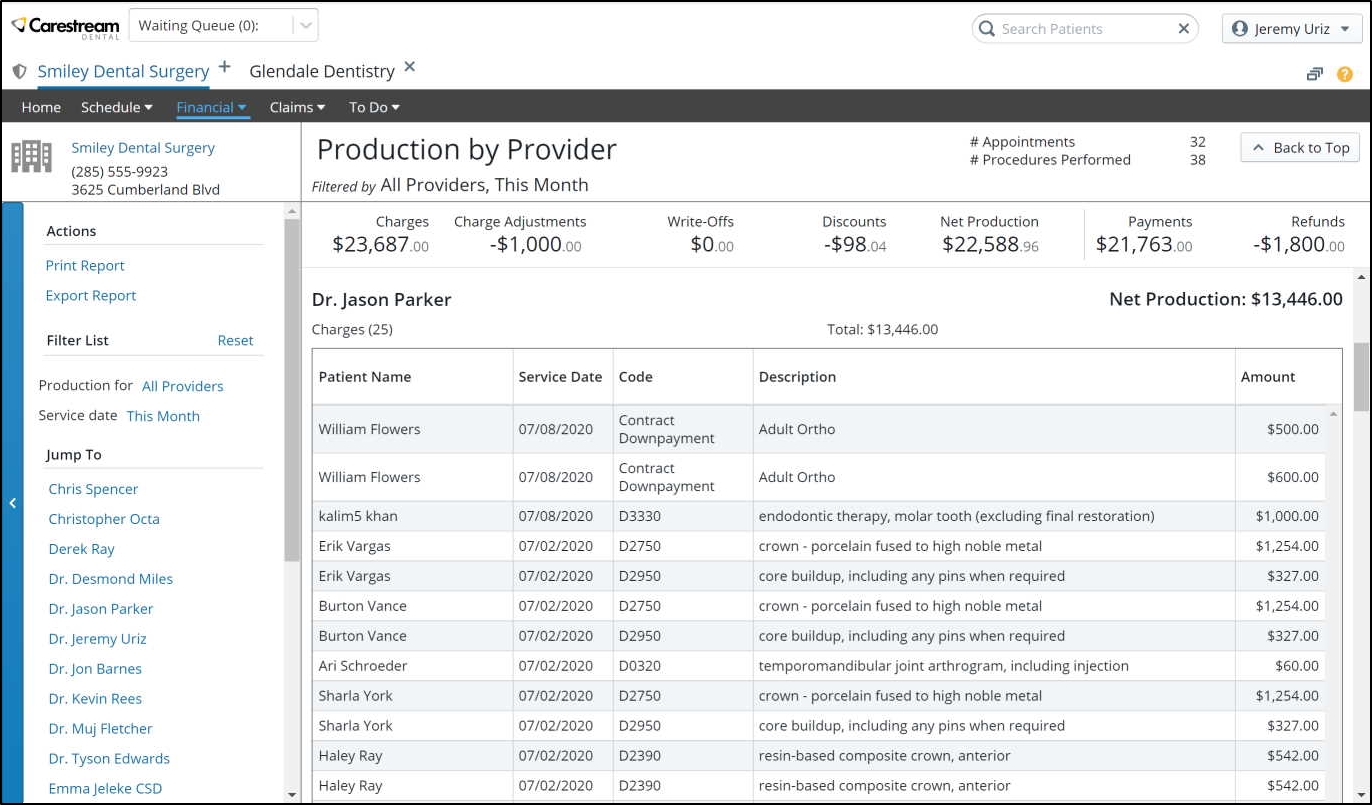 Carestream
DENTAL
Waiting Queue (0):
Search Patients
Jeremy Uriz
Smiley Dental Surgery + Glendale Dentistry ×
Home Schedule Financial Claims To Do
Smiley Dental Surgery
(285) 555-9923
3625 Cumberland Blvd
Production by Provider
Filtered by All Providers, This Month
# Appointments 32
# Procedures Performed 38
Back to Top
Actions
Print Report
Export Report
Filter List Reset
Production for All Providers
Service date This Month
Jump To
Chris Spencer
Christopher Octa
Derek Ray
Dr. Desmond Miles
Dr. Jason Parker
Dr. Jeremy Uriz
Dr. Jon Barnes
Dr. Kevin Rees
Dr. Muj Fletcher
Dr. Tyson Edwards
Emma Jeleke CSD
Charges Charge Adjustments Write-Offs Discounts Net Production Payments Refunds
$23,687.00 -$1,000.00 $0.00 -$98.04 $22,588.96 $21,763.00 -$1,800.00
Dr. Jason Parker Net Production: $13,446.00
Charges (25) Total: $13,446.00
Patient Name Service Date Code Description Amount
William Flowers 07/08/2020 Contract Downpayment Adult Ortho $500.00
William Flowers 07/08/2020 Contract Downpayment Adult Ortho $600.00
kalim5 khan 07/08/2020 D3330 endodontic therapy, molar tooth (excluding final restoration) $1,000.00
Erik Vargas 07/02/2020 D2750 crown - porcelain fused to high noble metal $1,254.00
Erik Vargas 07/02/2020 D2950 core buildup, including any pins when required $327.00
Burton Vance 07/02/2020 D2750 crown - porcelain fused to high noble metal $1,254.00
Burton Vance 07/02/2020 D2950 core buildup, including any pins when required $327.00
Ari Schroeder 07/02/2020 D0320 temporomandibular joint arthrogram, including injection $60.00
Sharla York 07/02/2020 D2750 crown - porcelain fused to high noble metal $1,254.00
Sharla York 07/02/2020 D2950 core buildup, including any pins when required $327.00
Haley Ray 07/02/2020 D2390 resin-based composite crown, anterior $542.00
Haley Ray 07/02/2020 D2390 resin-based composite crown, anterior $542.00